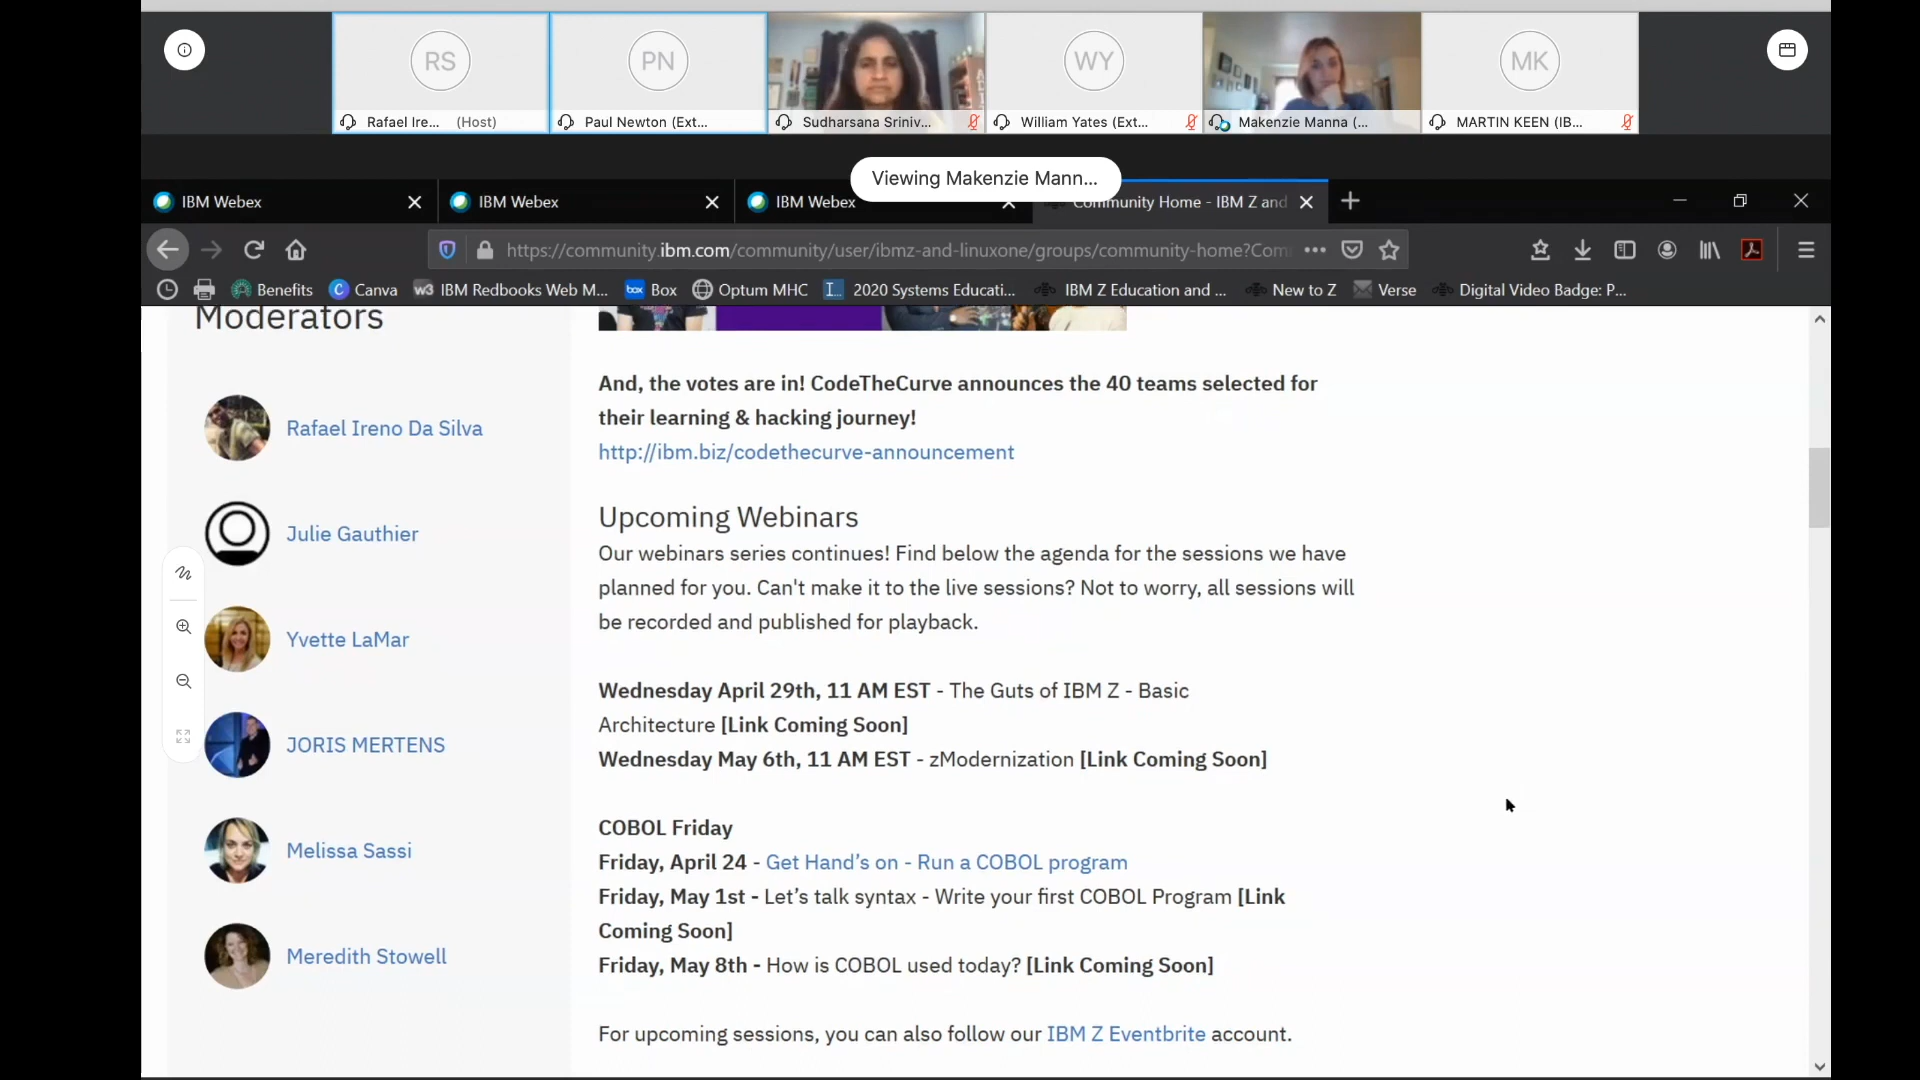 RS
PN
WY
MK
Rafael Ire... (Host)
Paul Newton (Ext...
Sudharsana Sriniv...
William Yates (Ext...
Makenzie Manna (...
MARTIN KEEN (IB...
Viewing Makenzie Mann...
IBM Webex
IBM Webex
IBM Webex
Community Home - IBM Z and
https://community.ibm.com/community/user/ibmz-and-linuxone/groups/community-home?Com
Benefits
Canva
w3 IBM Redbooks Web M...
box Box
Optum MHC
I... 2020 Systems Educati...
IBM Z Education and ...
New to Z
Verse
Digital Video Badge: P...
Moderators
Rafael Ireno Da Silva
Julie Gauthier
Yvette LaMar
JORIS MERTENS
Melissa Sassi
Meredith Stowell
And, the votes are in! CodeTheCurve announces the 40 teams selected for
their learning & hacking journey!
http://ibm.biz/codethecurve-announcement
Upcoming Webinars
Our webinars series continues! Find below the agenda for the sessions we have
planned for you. Can't make it to the live sessions? Not to worry, all sessions will
be recorded and published for playback.
Wednesday April 29th, 11 AM EST - The Guts of IBM Z - Basic
Architecture [Link Coming Soon]
Wednesday May 6th, 11 AM EST - zModernization [Link Coming Soon]
COBOL Friday
Friday, April 24 - Get Hand’s on - Run a COBOL program
Friday, May 1st - Let’s talk syntax - Write your first COBOL Program [Link
Coming Soon]
Friday, May 8th - How is COBOL used today? [Link Coming Soon]
For upcoming sessions, you can also follow our IBM Z Eventbrite account.